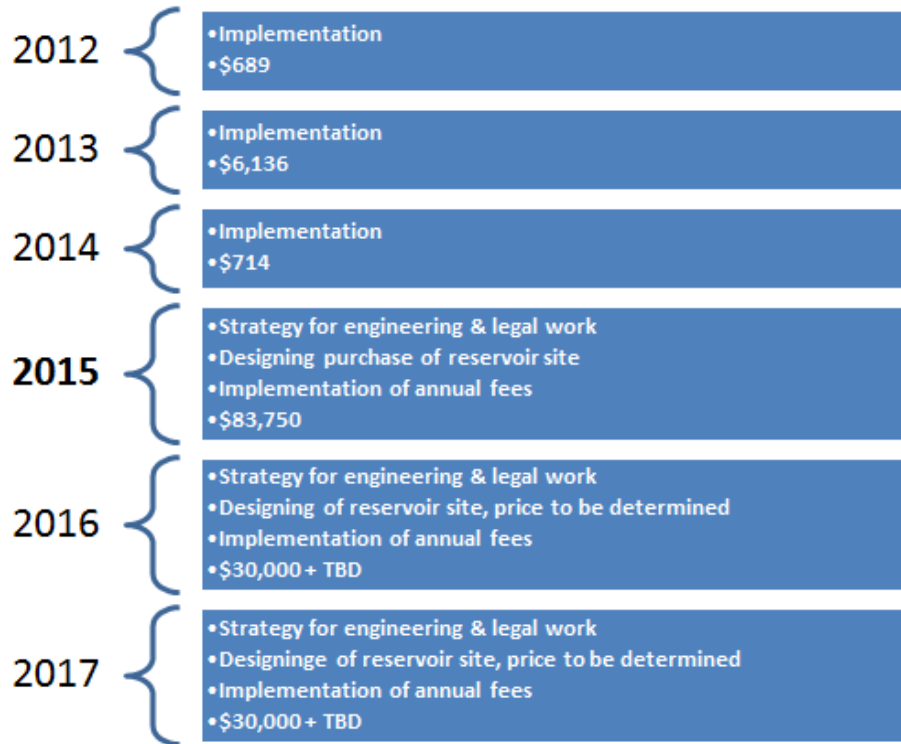 2012
•Implementation
•$689
2013
•Implementation
•$6,136
2014
•Implementation
•$714
2015
•Strategy for engineering & legal work
•Designing purchase of reservoir site
•Implementation of annual fees
•$83,750
2016
•Strategy for engineering & legal work
•Designing of reservoir site, price to be determined
•Implementation of annual fees
•$30,000 + TBD
2017
•Strategy for engineering & legal work
•Designinge of reservoir site, price to be determined
•Implementation of annual fees
•$30,000 + TBD